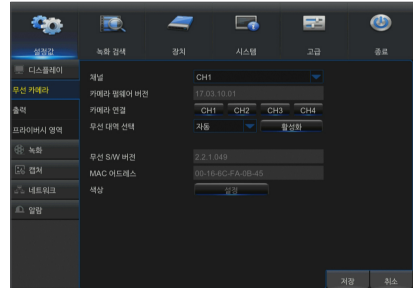 설정값 녹화 검색 장치 시스템 고급 종료
디스플레이
무선 카메라
출력
프라이버시 영역
녹화
캡쳐
네트워크
알람
채널 CH1
카메라 펌웨어 버전 17.03.10.01
카메라 연결 CH1 CH2 CH3 CH4
무선 대역 선택 자동 활성화
무선 S/W 버전 2.2.1.049
MAC 어드레스 00-16-6C-FA-0B-45
색상 설정
저장 취소